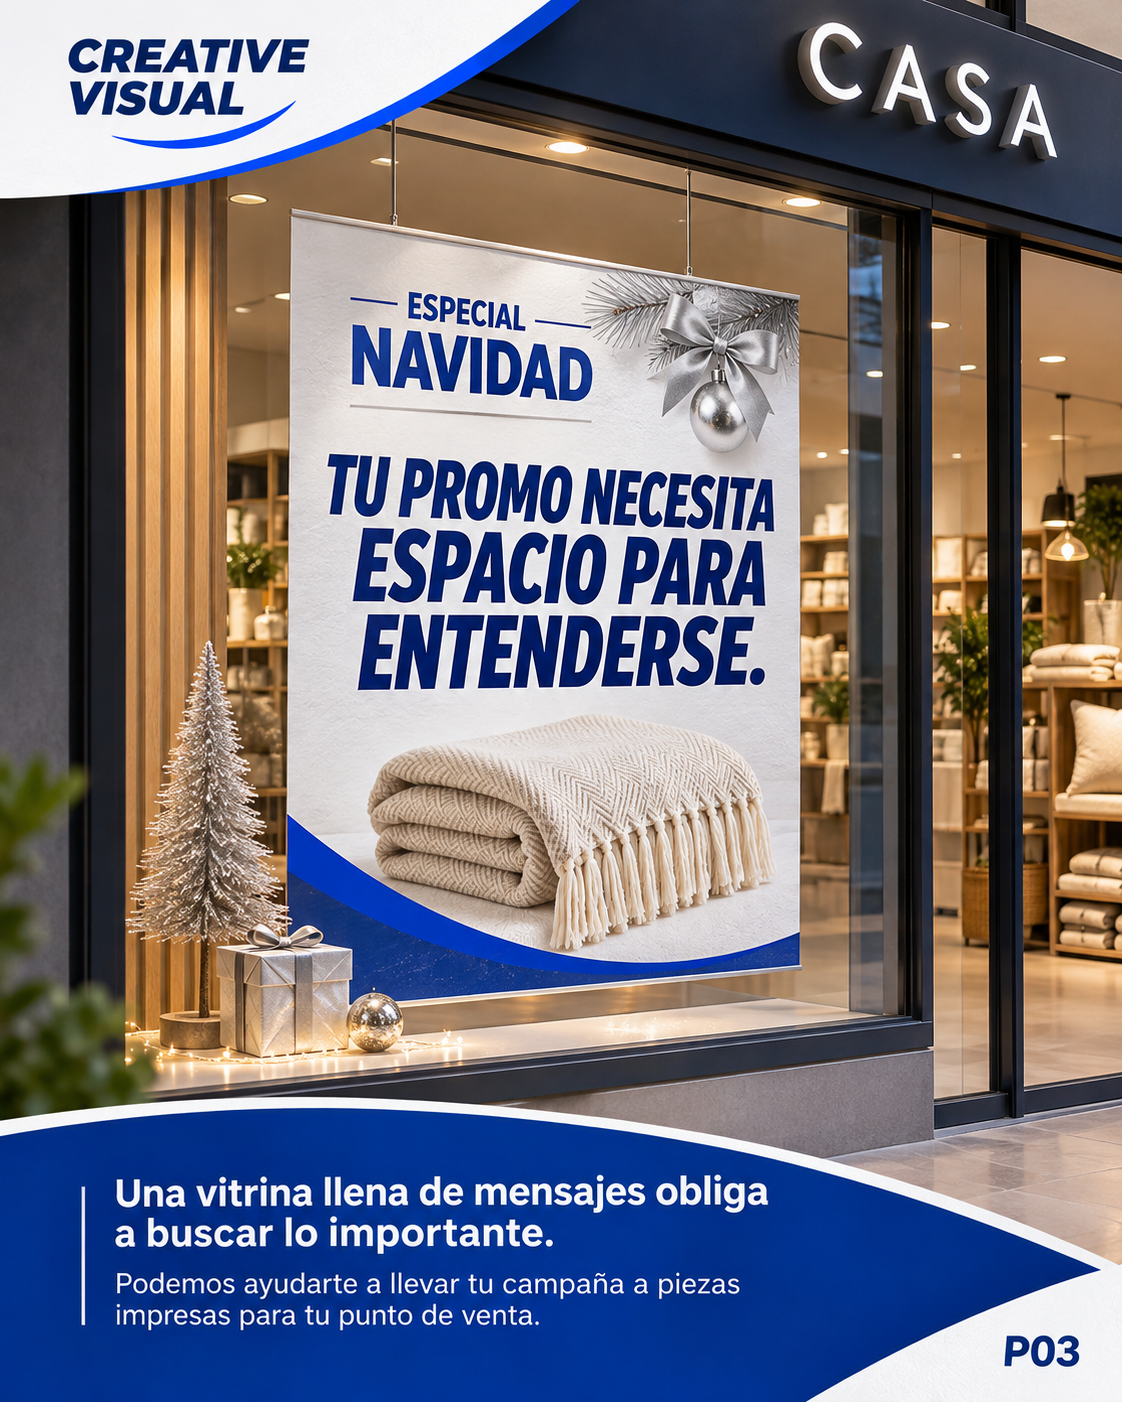 CREATIVE
VISUAL
CASA
ESPECIAL
NAVIDAD
TU PROMO NECESITA
ESPACIO PARA
ENTENDERSE.
Una vitrina llena de mensajes obliga
a buscar lo importante.
Podemos ayudarte a llevar tu campaña a piezas
impresas para tu punto de venta.
P03